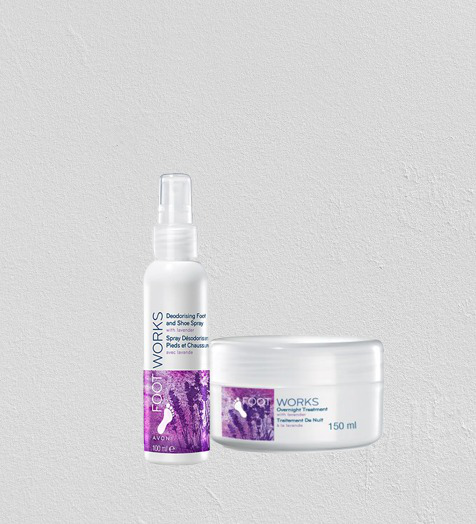 FOOT WORKS
Deodorising Foot
and Shoe Spray
with lavender
Spray Désodorisant
Pieds et Chaussures
avec lavande
AVON
100 ml e
FOOT WORKS
Overnight Treatment
with lavender
Traitement De Nuit
à la lavande
150 ml